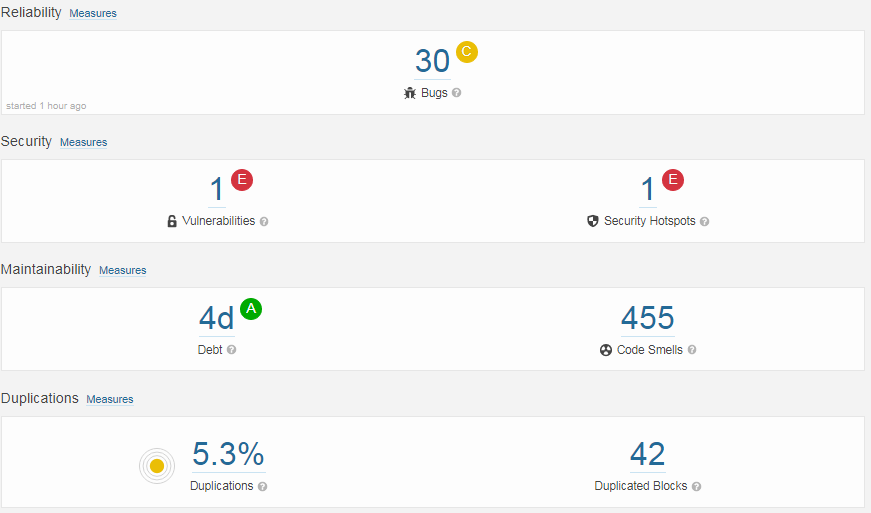 Reliability Measures
30 C
Bugs ?
started 1 hour ago
Security Measures
1 E 1 E
Vulnerabilities ? Security Hotspots ?
Maintainability Measures
4d A 455
Debt ? Code Smells ?
Duplications Measures
5.3% 42
Duplications ? Duplicated Blocks ?